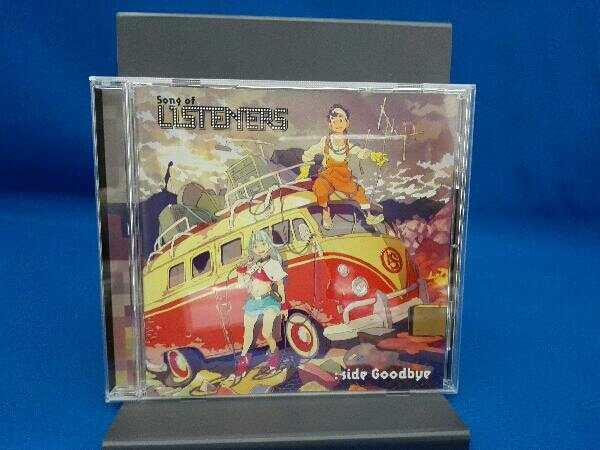 Song of
LISTENERS
: side Goodbye